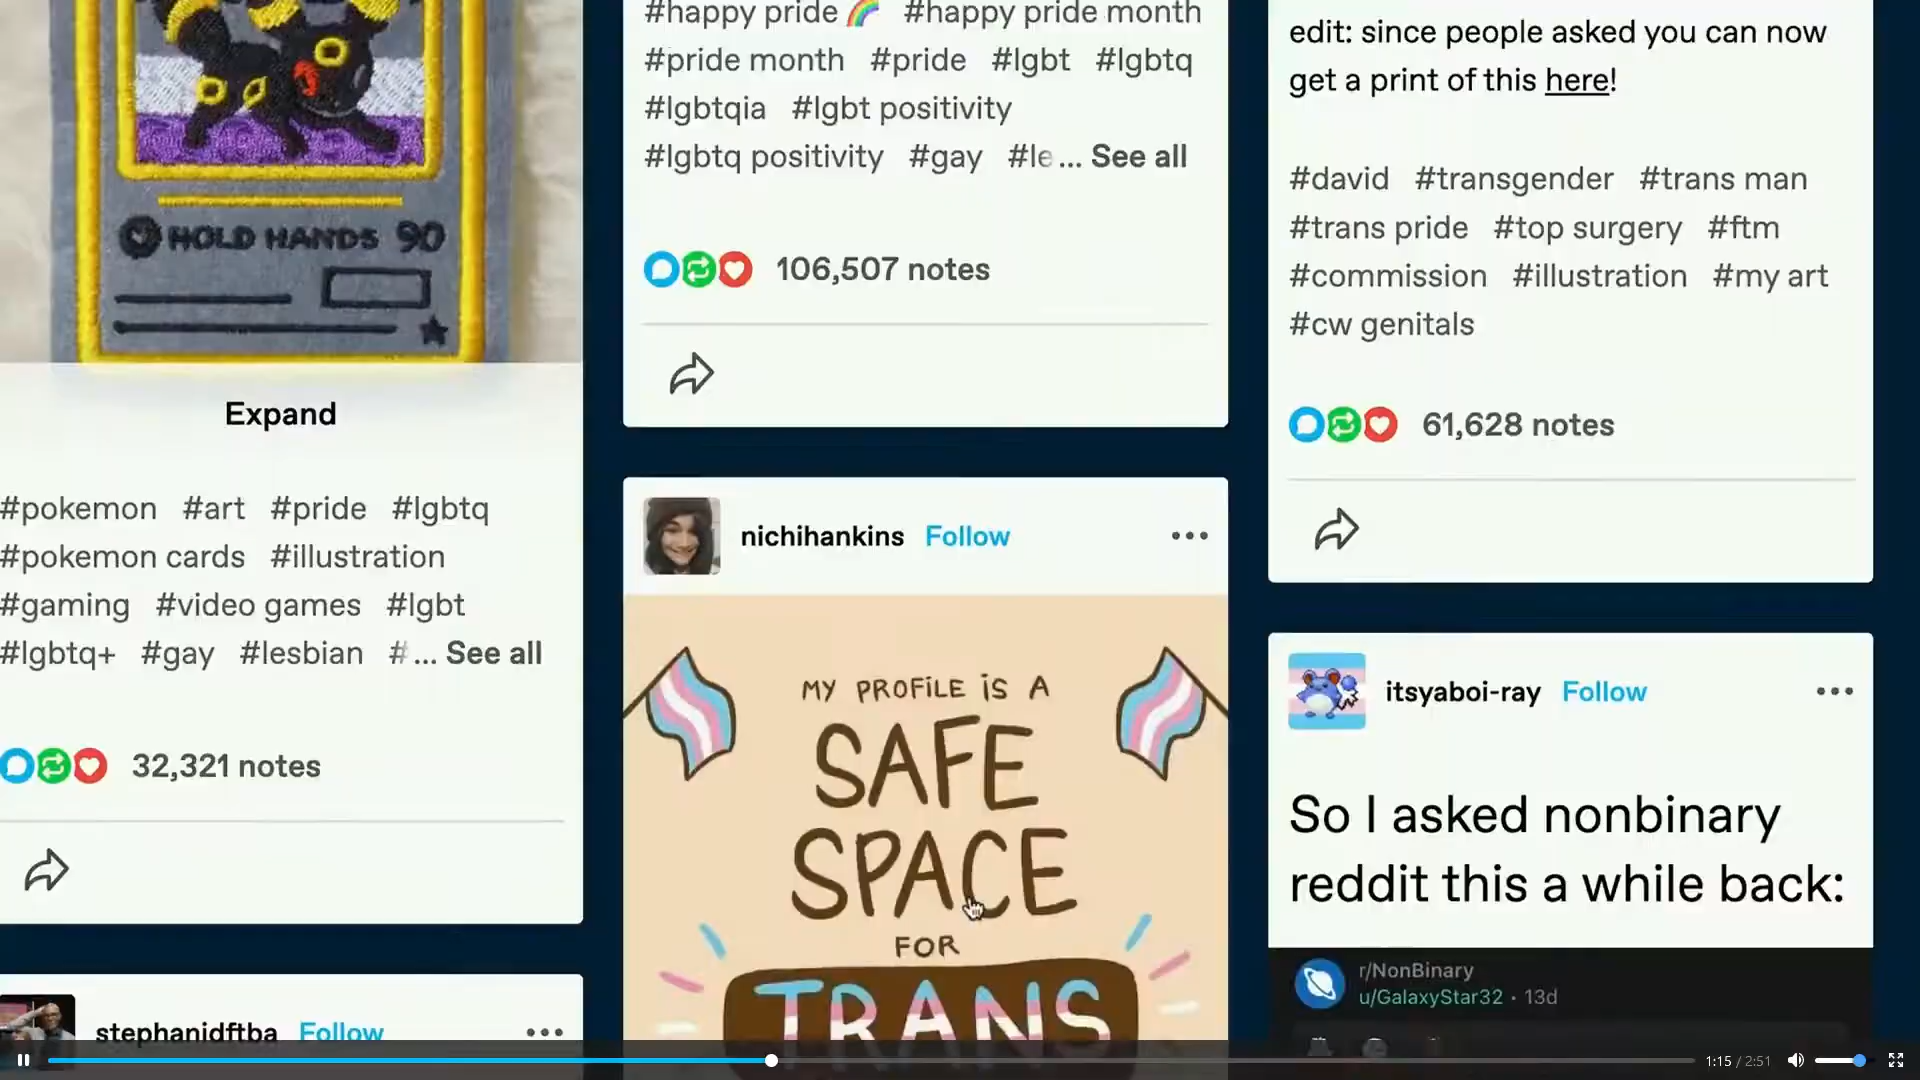 HOLD HANDS 90
Expand
#pokemon #art #pride #lgbtq
#pokemon cards #illustration
#gaming #video games #lgbt
#lgbtq+ #gay #lesbian #... See all
32,321 notes
stephanidftba Follow
#happy pride🌈 #happy pride month
#pride month #pride #lgbt #lgbtq
#lgbtqia #lgbt positivity
#lgbtq positivity #gay #le... See all
106,507 notes
nichihankins Follow
MY PROFiLE iS A
SAFE
SPACE
FOR
TRANS
edit: since people asked you can now
get a print of this here!
#david #transgender #trans man
#trans pride #top surgery #ftm
#commission #illustration #my art
#cw genitals
61,628 notes
itsyaboi-ray Follow
So I asked nonbinary
reddit this a while back:
r/NonBinary
u/GalaxyStar32 • 13d
1:15 / 2:51